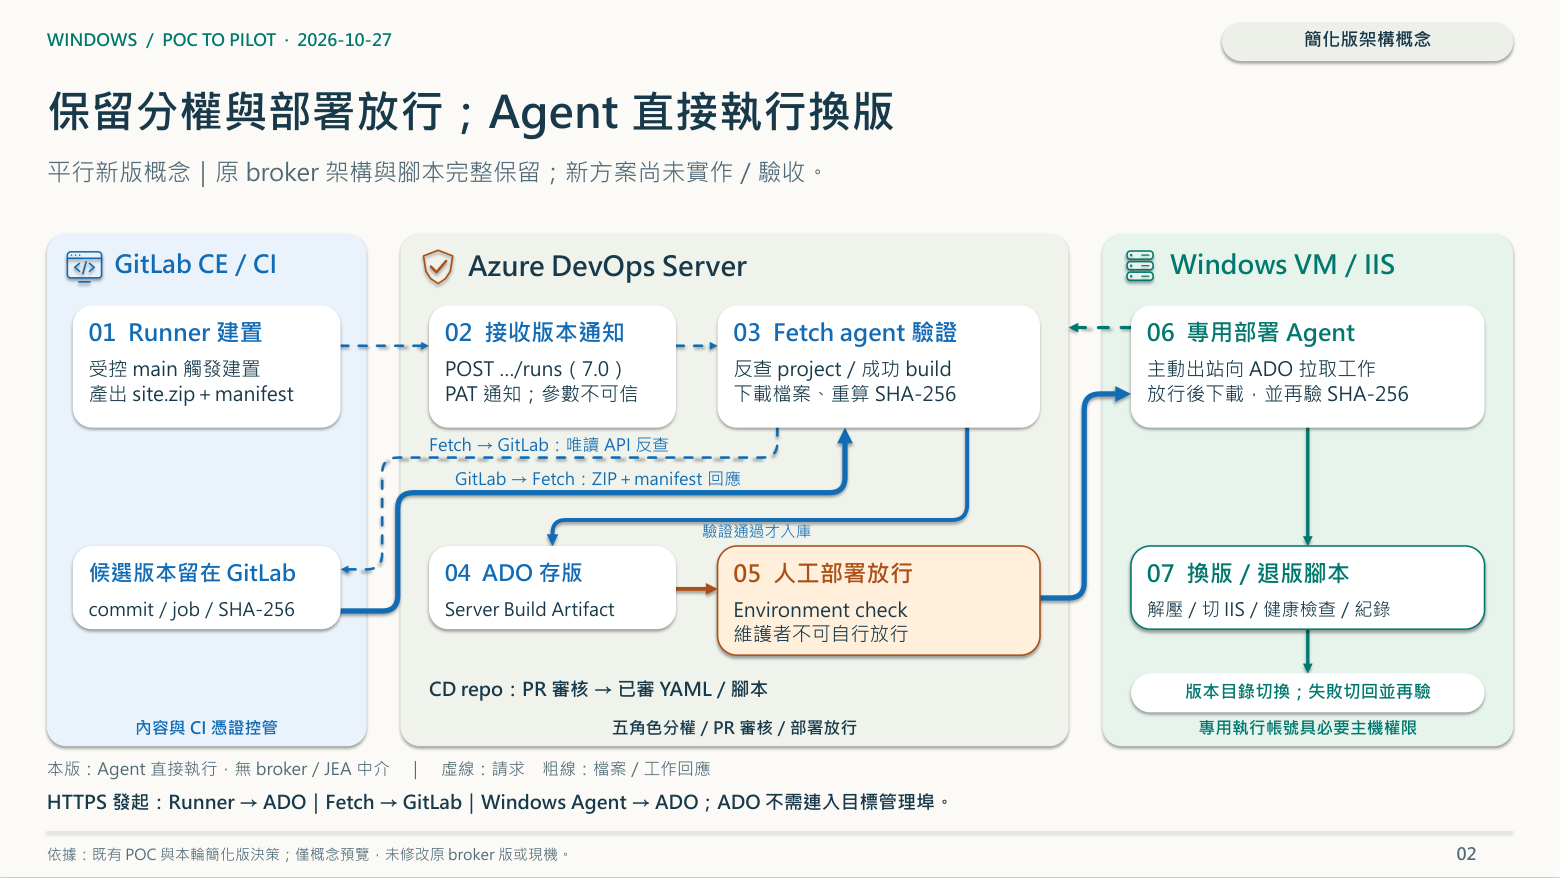 WINDOWS / POC TO PILOT · 2026-10-27
簡化版架構概念
保留分權與部署放行；Agent 直接執行換版
平行新版概念｜原 broker 架構與腳本完整保留；新方案尚未實作 / 驗收。
GitLab CE / CI
Azure DevOps Server
Windows VM / IIS
01 Runner 建置
受控 main 觸發建置
產出 site.zip + manifest
02 接收版本通知
POST .../runs（7.0）
PAT 通知；參數不可信
03 Fetch agent 驗證
反查 project / 成功 build
下載檔案、重算 SHA-256
06 專用部署 Agent
主動出站向 ADO 拉取工作
放行後下載，並再驗 SHA-256
Fetch → GitLab：唯讀 API 反查
GitLab → Fetch：ZIP + manifest 回應
驗證通過才入庫
候選版本留在 GitLab
commit / job / SHA-256
04 ADO 存版
Server Build Artifact
05 人工部署放行
Environment check
維護者不可自行放行
07 換版 / 退版腳本
解壓 / 切 IIS / 健康檢查 / 紀錄
CD repo：PR 審核 → 已審 YAML / 腳本
版本目錄切換；失敗切回並再驗
內容與 CI 憑證控管
五角色分權 / PR 審核 / 部署放行
專用執行帳號具必要主機權限
本版：Agent 直接執行，無 broker / JEA 中介 ｜ 虛線：請求 粗線：檔案 / 工作回應
HTTPS 發起：Runner → ADO｜Fetch → GitLab｜Windows Agent → ADO；ADO 不需連入目標管理埠。
依據：既有 POC 與本輪簡化版決策；僅概念預覽，未修改原 broker 版或現機。
02